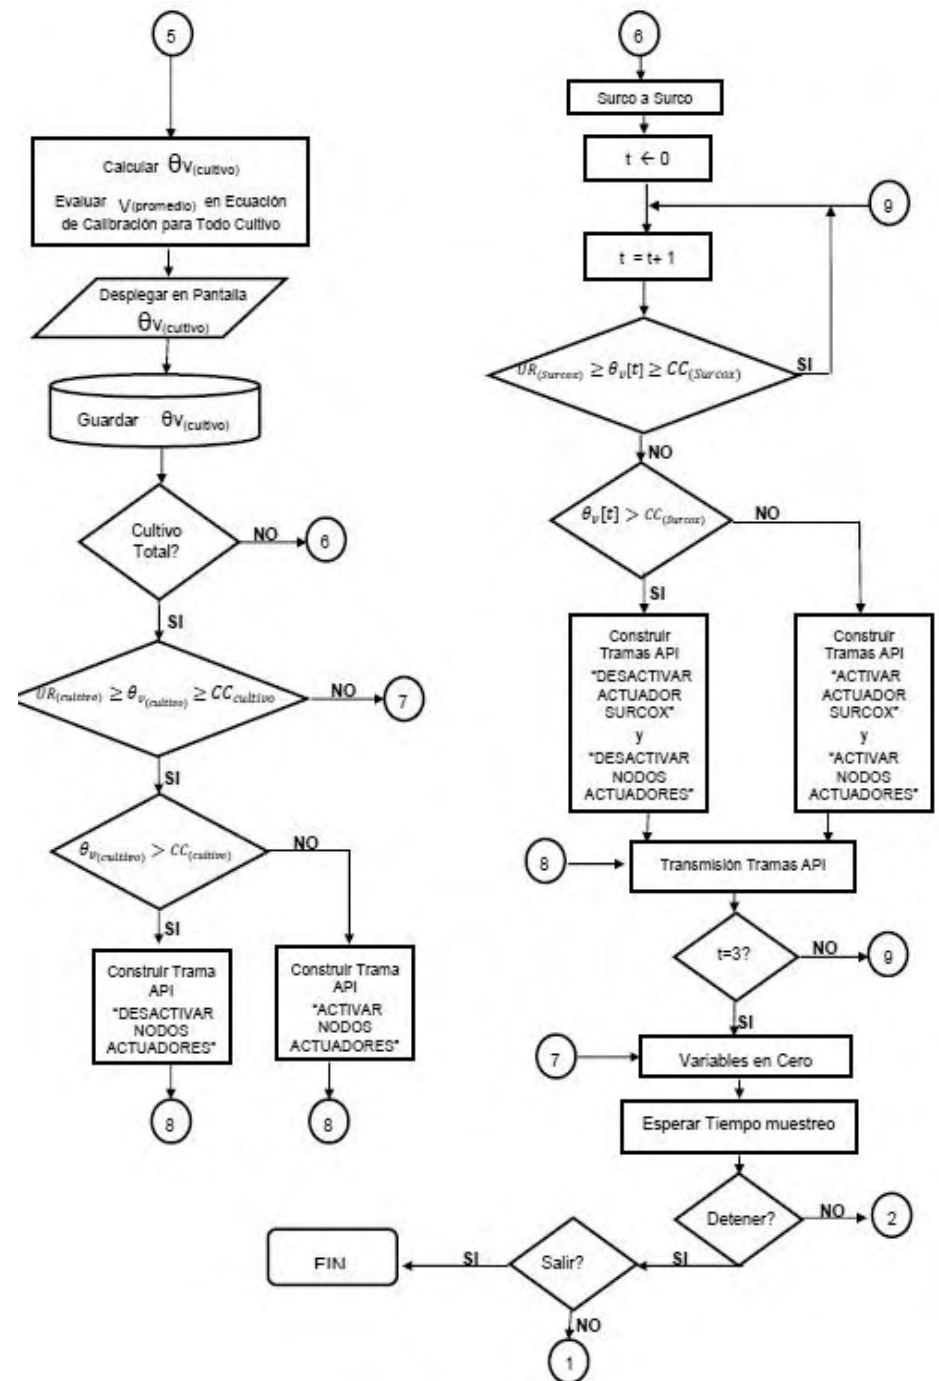 5
Calcular θV(cultivo)
Evaluar V(promedio) en Ecuación
de Calibración para Todo Cultivo
Desplegar en Pantalla
θV(cultivo)
Guardar θV(cultivo)
Cultivo
Total?
NO
6
SI
UR(cultivo) ≥ θv(cultivo) ≥ CCcultivo
NO
7
SI
θv(cultivo) > CC(cultivo)
NO
SI
Construir Trama
API
"DESACTIVAR
NODOS
ACTUADORES"
8
Construir Trama
API
"ACTIVAR
NODOS
ACTUADORES"
8
6
Surco a Surco
t ← 0
9
t = t+ 1
UR(Surcox) ≥ θv[t] ≥ CC(Surcox)
SI
NO
θv[t] > CC(Surcox)
NO
SI
Construir
Tramas API
"DESACTIVAR
ACTUADOR
SURCOX"
y
"DESACTIVAR
NODOS
ACTUADORES"
Construir
Tramas API
"ACTIVAR
ACTUADOR
SURCOX"
y
"ACTIVAR
NODOS
ACTUADORES"
8
Transmisión Tramas API
t=3?
NO
9
SI
7
Variables en Cero
Esperar Tiempo muestreo
Detener?
NO
2
SI
Salir?
SI
FIN
NO
1